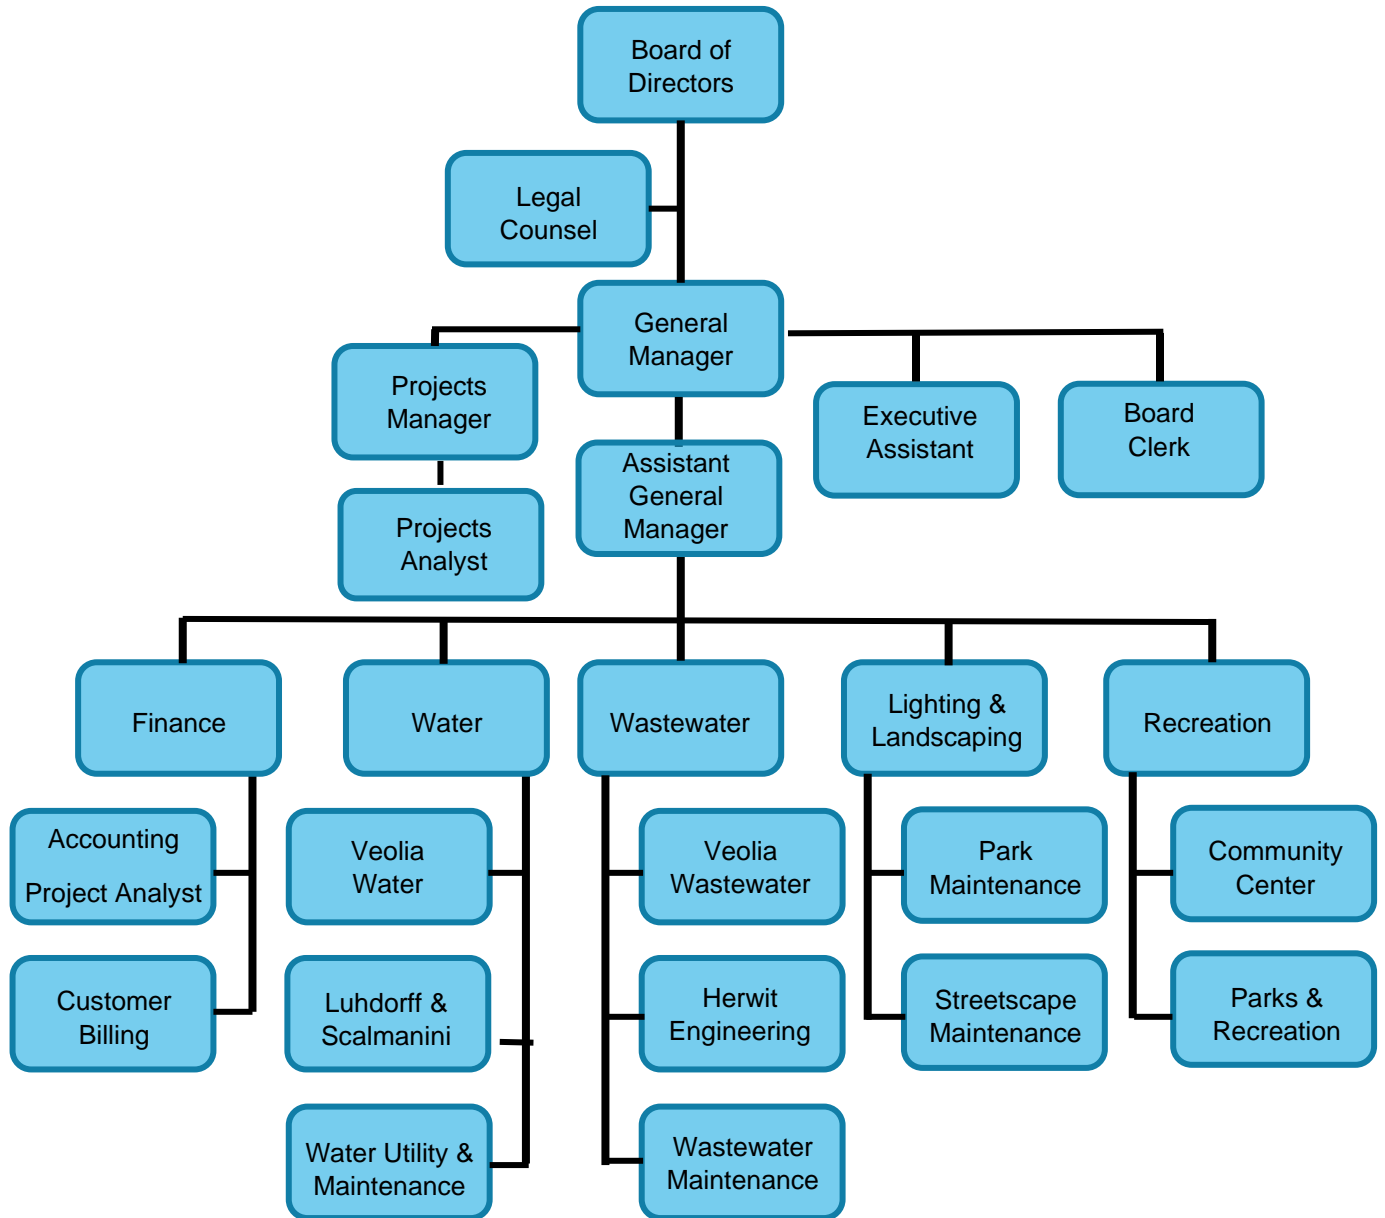 Board of
Directors
Legal
Counsel
General
Manager
Projects
Manager
Executive
Assistant
Board
Clerk
Assistant
General
Manager
Projects
Analyst
Finance
Water
Wastewater
Lighting &
Landscaping
Recreation
Accounting
Project Analyst
Veolia
Water
Veolia
Wastewater
Park
Maintenance
Community
Center
Customer
Billing
Luhdorff &
Scalmanini
Herwit
Engineering
Streetscape
Maintenance
Parks &
Recreation
Water Utility &
Maintenance
Wastewater
Maintenance